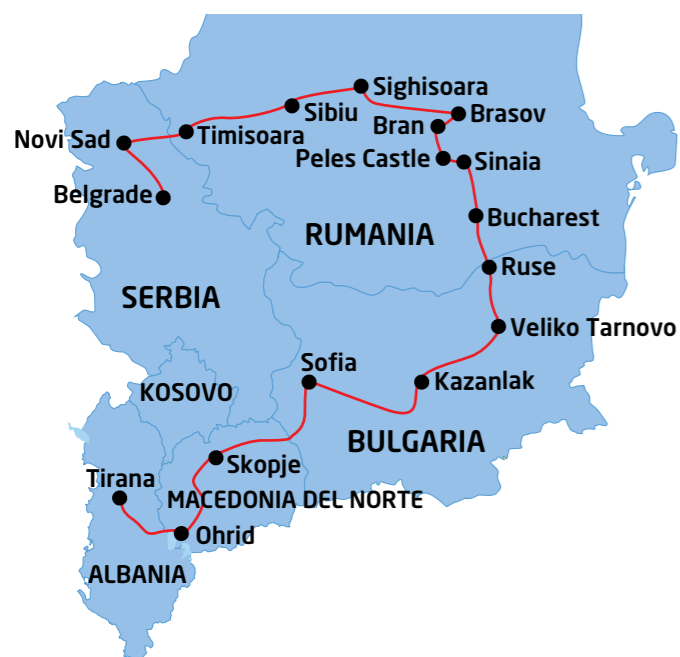 Sighisoara
Sibiu
Brasov
Bran
Novi Sad
Timisoara
Peles Castle
Sinaia
Belgrade
Bucharest
RUMANIA
Ruse
SERBIA
Veliko Tarnovo
Sofia
Kazanlak
KOSOVO
BULGARIA
Skopje
Tirana
MACEDONIA DEL NORTE
Ohrid
ALBANIA